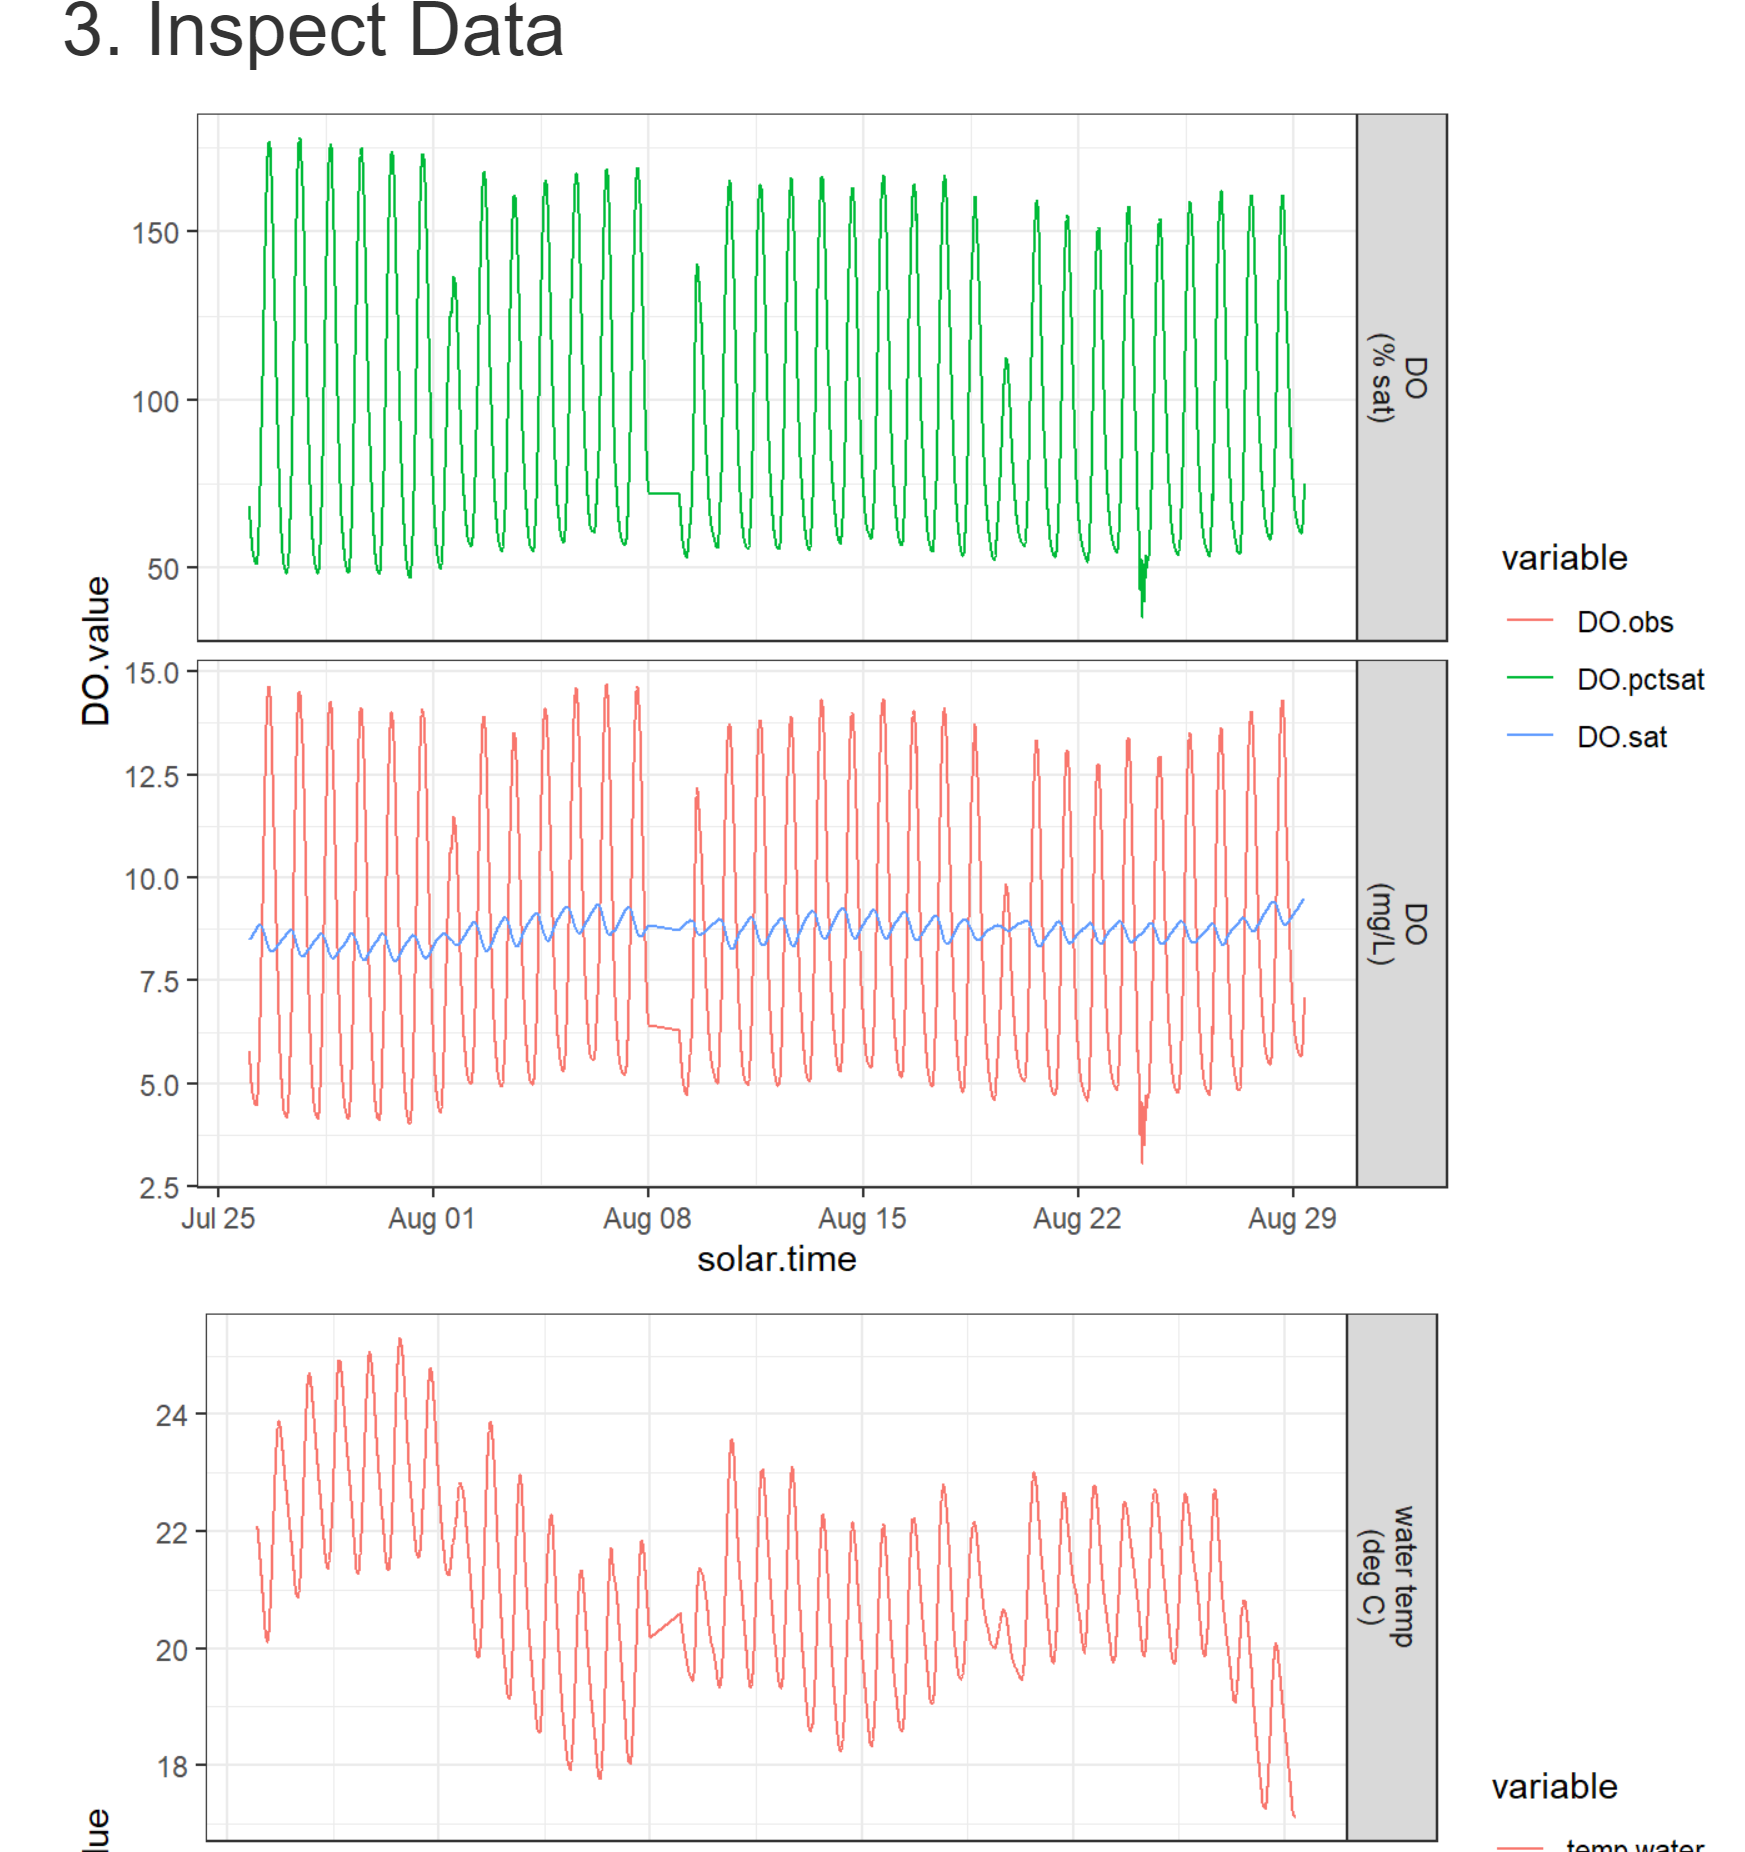 3. Inspect Data
150
100
50
DO
(% sat)
DO.value
15.0
12.5
10.0
7.5
5.0
2.5
DO
(mg/L)
Jul 25
Aug 01
Aug 08
Aug 15
Aug 22
Aug 29
solar.time
variable
DO.obs
DO.pctsat
DO.sat
24
22
20
18
water temp
(deg C)
variable
temp.water